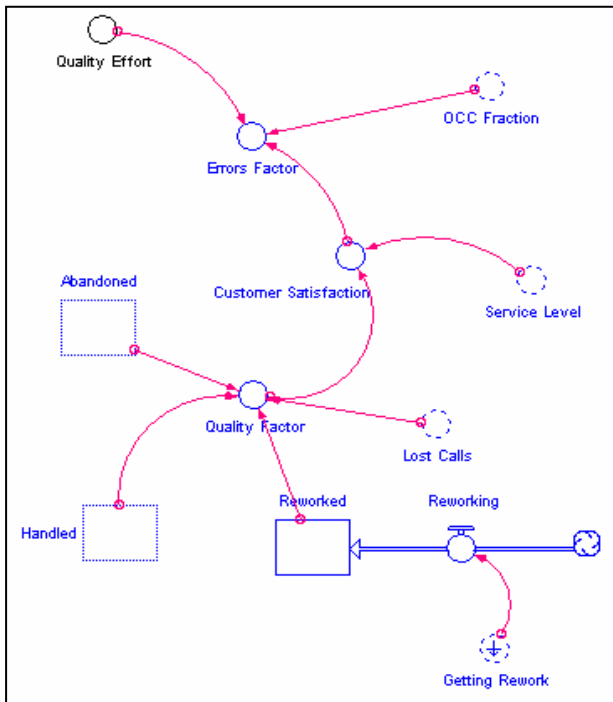 Quality Effort
OCC Fraction
Errors Factor
Abandoned
Customer Satisfaction
Service Level
Quality Factor
Lost Calls
Reworked
Reworking
Handled
Getting Rework